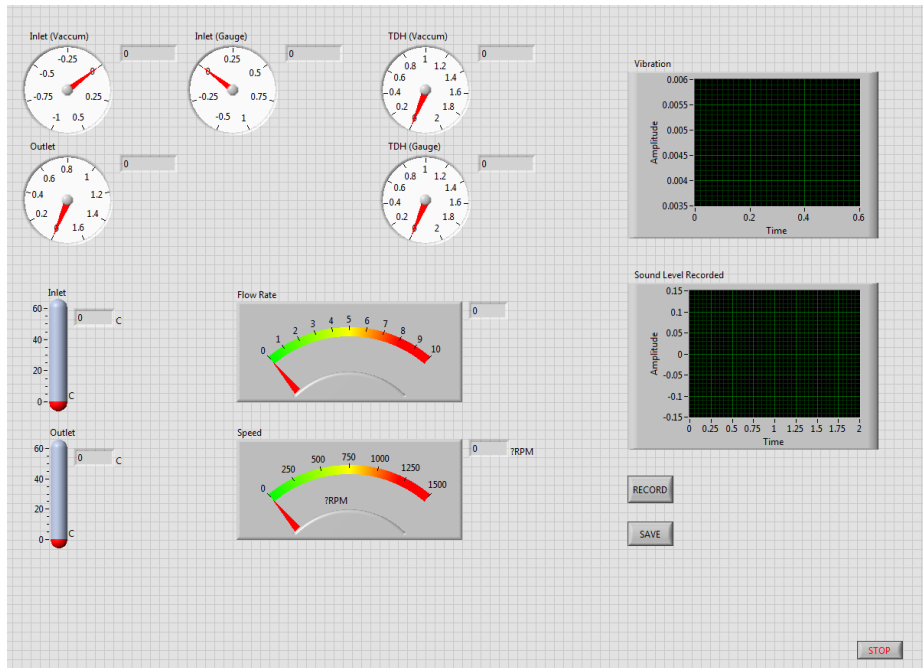 Inlet (Vaccum)
0
-1 -0.75 -0.5 -0.25 0 0.25 0.5
Inlet (Gauge)
0
-0.5 -0.25 0 0.25 0.5 0.75 1
TDH (Vaccum)
0
0 0.2 0.4 0.6 0.8 1 1.2 1.4 1.6 1.8 2
Outlet
0
0 0.2 0.4 0.6 0.8 1 1.2 1.4 1.6
TDH (Gauge)
0
0 0.2 0.4 0.6 0.8 1 1.2 1.4 1.6 1.8 2
Vibration
0.006
0.0055
0.005
0.0045
0.004
0.0035
Amplitude
0 0.2 0.4 0.6
Time
Inlet
60
40
20
0
C
0
C
Flow Rate
0
0 1 2 3 4 5 6 7 8 9 10
Sound Level Recorded
0.15
0.1
0.05
0
-0.05
-0.1
-0.15
Amplitude
0 0.25 0.5 0.75 1 1.25 1.5 1.75 2
Time
Outlet
60
40
20
0
C
0
C
Speed
0
?RPM
0 250 500 750 1000 1250 1500
?RPM
RECORD
SAVE
STOP